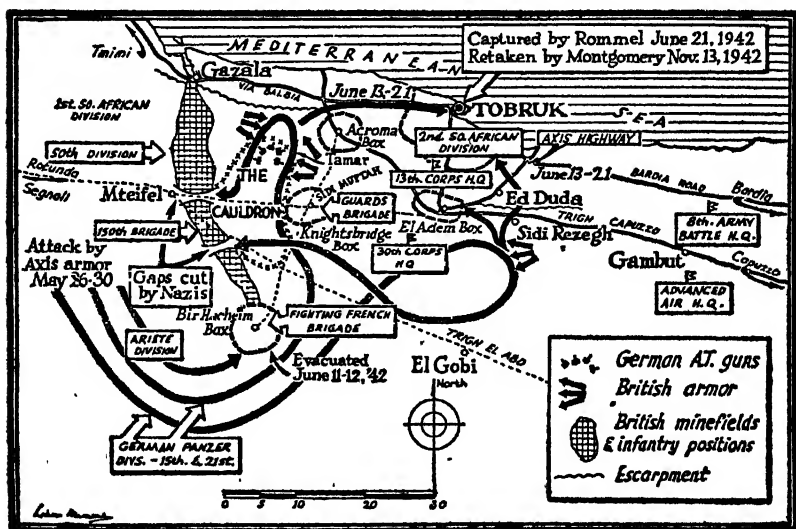 MEDITERRANEAN
SEA
Captured by Rommel June 21, 1942
Retaken by Montgomery Nov. 13, 1942
Tmimi
Gazala
VIA BALBIA
June 13-21
TOBRUK
1st. SO. AFRICAN
DIVISION
50TH DIVISION
Acroma
Box
2nd. SO. AFRICAN
DIVISION
AXIS HIGHWAY
THE
CAULDRON
Tamar
SIDI MUFTAR
13th. CORPS H.Q.
June 13-21
Rotunda
Segnali
Mteifel
BARDIA ROAD
Bardia
Ed Duda
GUARDS
BRIGADE
150TH BRIGADE
Knightsbridge
Box
El Adem Box
TRIGH CAPUZZO
Sidi Rezegh
8th. ARMY
BATTLE H.Q.
Attack by
Axis armor
May 26-30
30th CORPS
H.Q.
Gambut
Capuzzo
Gaps cut
by Nazis
ADVANCED
AIR H.Q.
Bir Hacheim
Box
FIGHTING FRENCH
BRIGADE
TRIGH EL ABD
ARIETE
DIVISION
Evacuated
June 11-12, '42
El Gobi
North
GERMAN PANZER
DIVS. - 15th. & 21st.
German A.T. guns
British armor
British minefields
& infantry positions
Escarpment
0 5 10 20 30